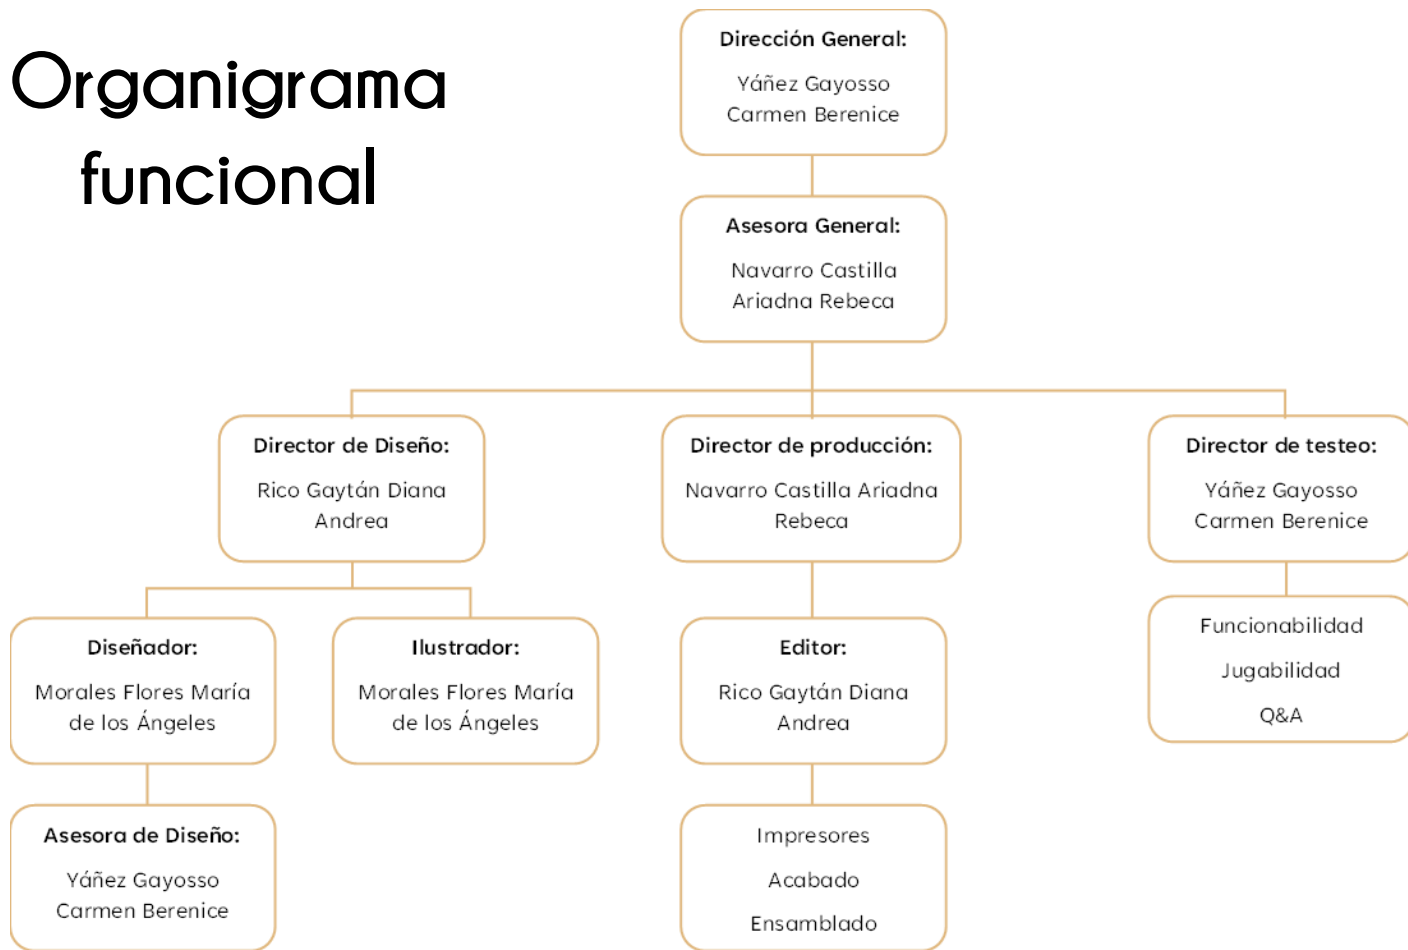 Organigrama
funcional
Dirección General:
Yáñez Gayosso
Carmen Berenice
Asesora General:
Navarro Castilla
Ariadna Rebeca
Director de Diseño:
Rico Gaytán Diana
Andrea
Director de producción:
Navarro Castilla Ariadna
Rebeca
Director de testeo:
Yáñez Gayosso
Carmen Berenice
Diseñador:
Morales Flores María
de los Ángeles
Ilustrador:
Morales Flores María
de los Ángeles
Editor:
Rico Gaytán Diana
Andrea
Funcionabilidad
Jugabilidad
Q&A
Asesora de Diseño:
Yáñez Gayosso
Carmen Berenice
Impresores
Acabado
Ensamblado